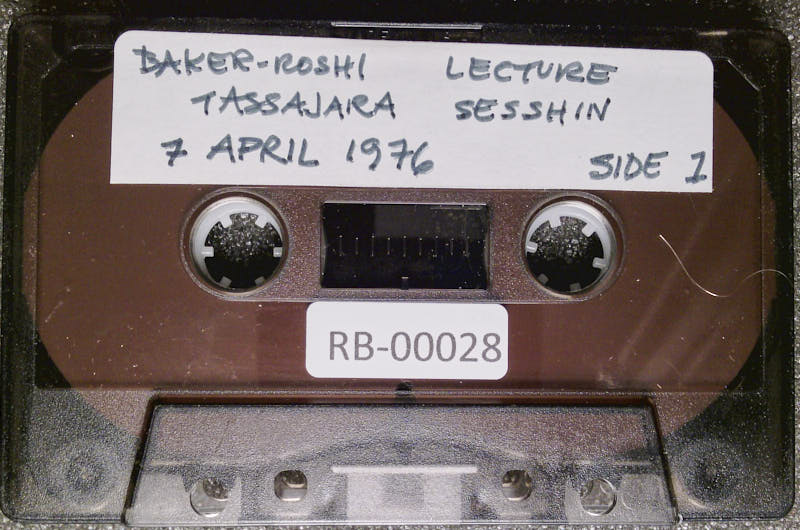 BAKER-ROSHI LECTURE
TASSAJARA SESSHIN
7 APRIL 1976 SIDE 1
RB-00028